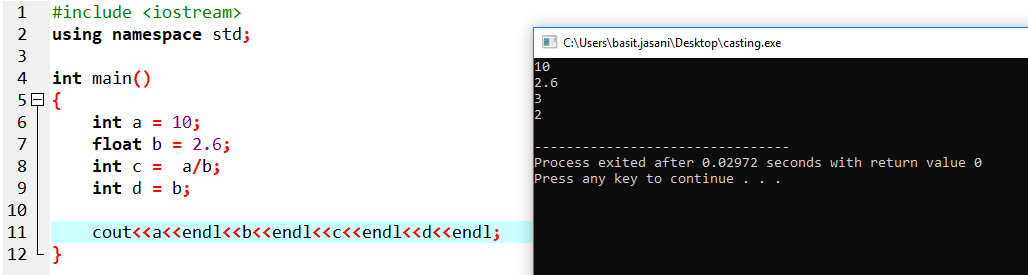 1 #include <iostream>
2 using namespace std;
3
4 int main()
5 {
6 int a = 10;
7 float b = 2.6;
8 int c =  a/b;
9 int d = b;
10
11 cout<<a<<endl<<b<<endl<<c<<endl<<d<<endl;
12 }
C:\Users\basit.jasani\Desktop\casting.exe
10
2.6
3
2
--------------------------------
Process exited after 0.02972 seconds with return value 0
Press any key to continue . . .